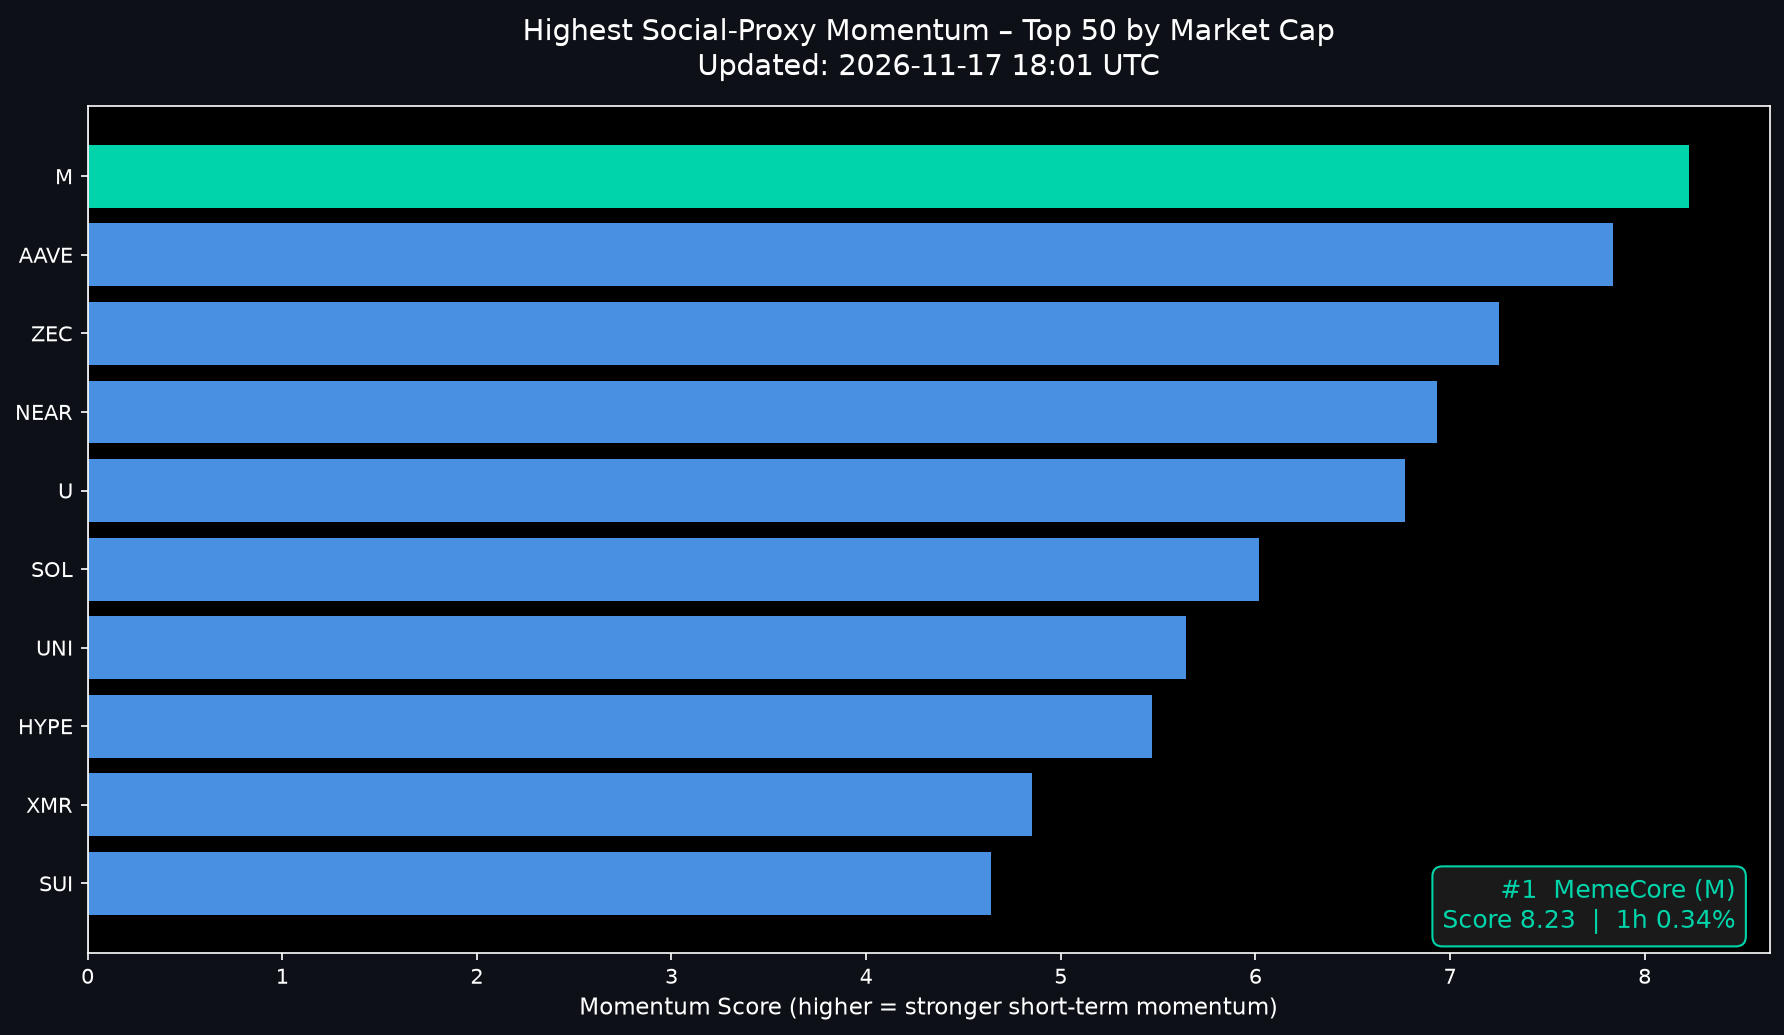 Highest Social-Proxy Momentum – Top 50 by Market Cap
Updated: 2026-11-17 18:01 UTC
M
AAVE
ZEC
NEAR
U
SOL
UNI
HYPE
XMR
SUI
#1  MemeCore (M)
Score 8.23  |  1h 0.34%
0 1 2 3 4 5 6 7 8
Momentum Score (higher = stronger short-term momentum)